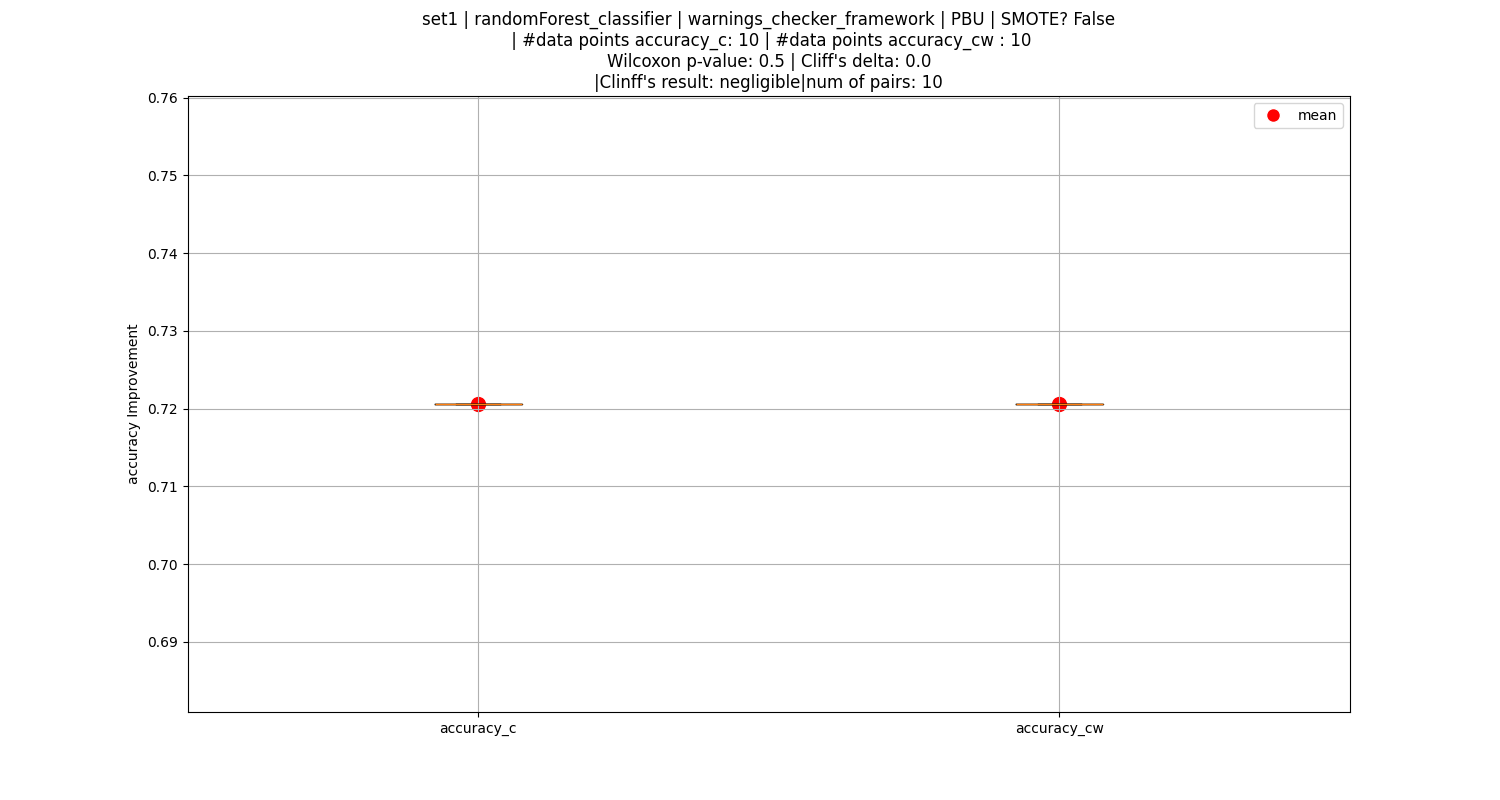 set1 | randomForest_classifier | warnings_checker_framework | PBU | SMOTE? False
| #data points accuracy_c: 10 | #data points accuracy_cw : 10
Wilcoxon p-value: 0.5 | Cliff's delta: 0.0
|Clinff's result: negligible|num of pairs: 10
mean
0.76
0.75
0.74
0.73
0.72
0.71
0.70
0.69
accuracy Improvement
accuracy_c
accuracy_cw